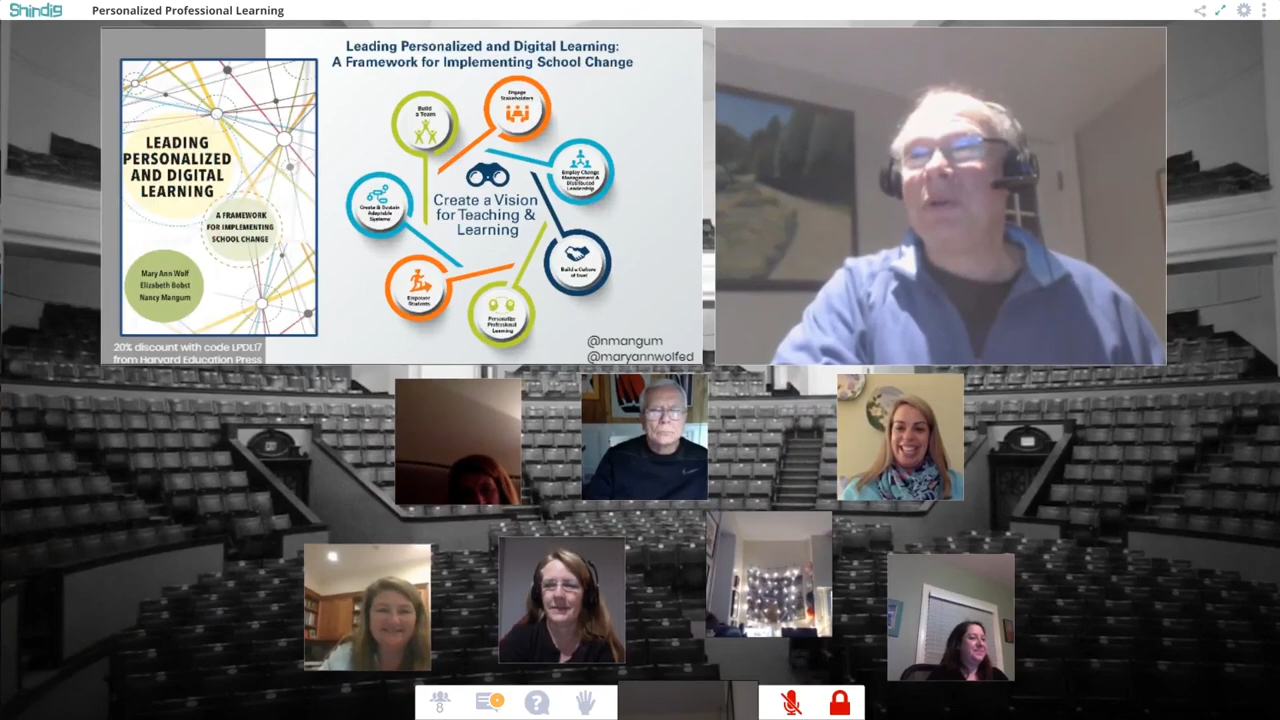 Shindig
Personalized Professional Learning
LEADING
PERSONALIZED
AND DIGITAL
LEARNING
A FRAMEWORK
FOR IMPLEMENTING
SCHOOL CHANGE
Mary Ann Wolf
Elizabeth Bobst
Nancy Mangum
20% discount with code LPDL17
from Harvard Education Press
Leading Personalized and Digital Learning:
A Framework for Implementing School Change
Build
a Team
Engage
Stakeholders
Employ Change
Management &
Distributed
Leadership
Create & Sustain
Adaptable
Systems
Create a Vision
for Teaching &
Learning
Build a Culture
of Trust
Empower
Students
Personalize
Professional
Learning
@nmangum
@maryannwolfed
8